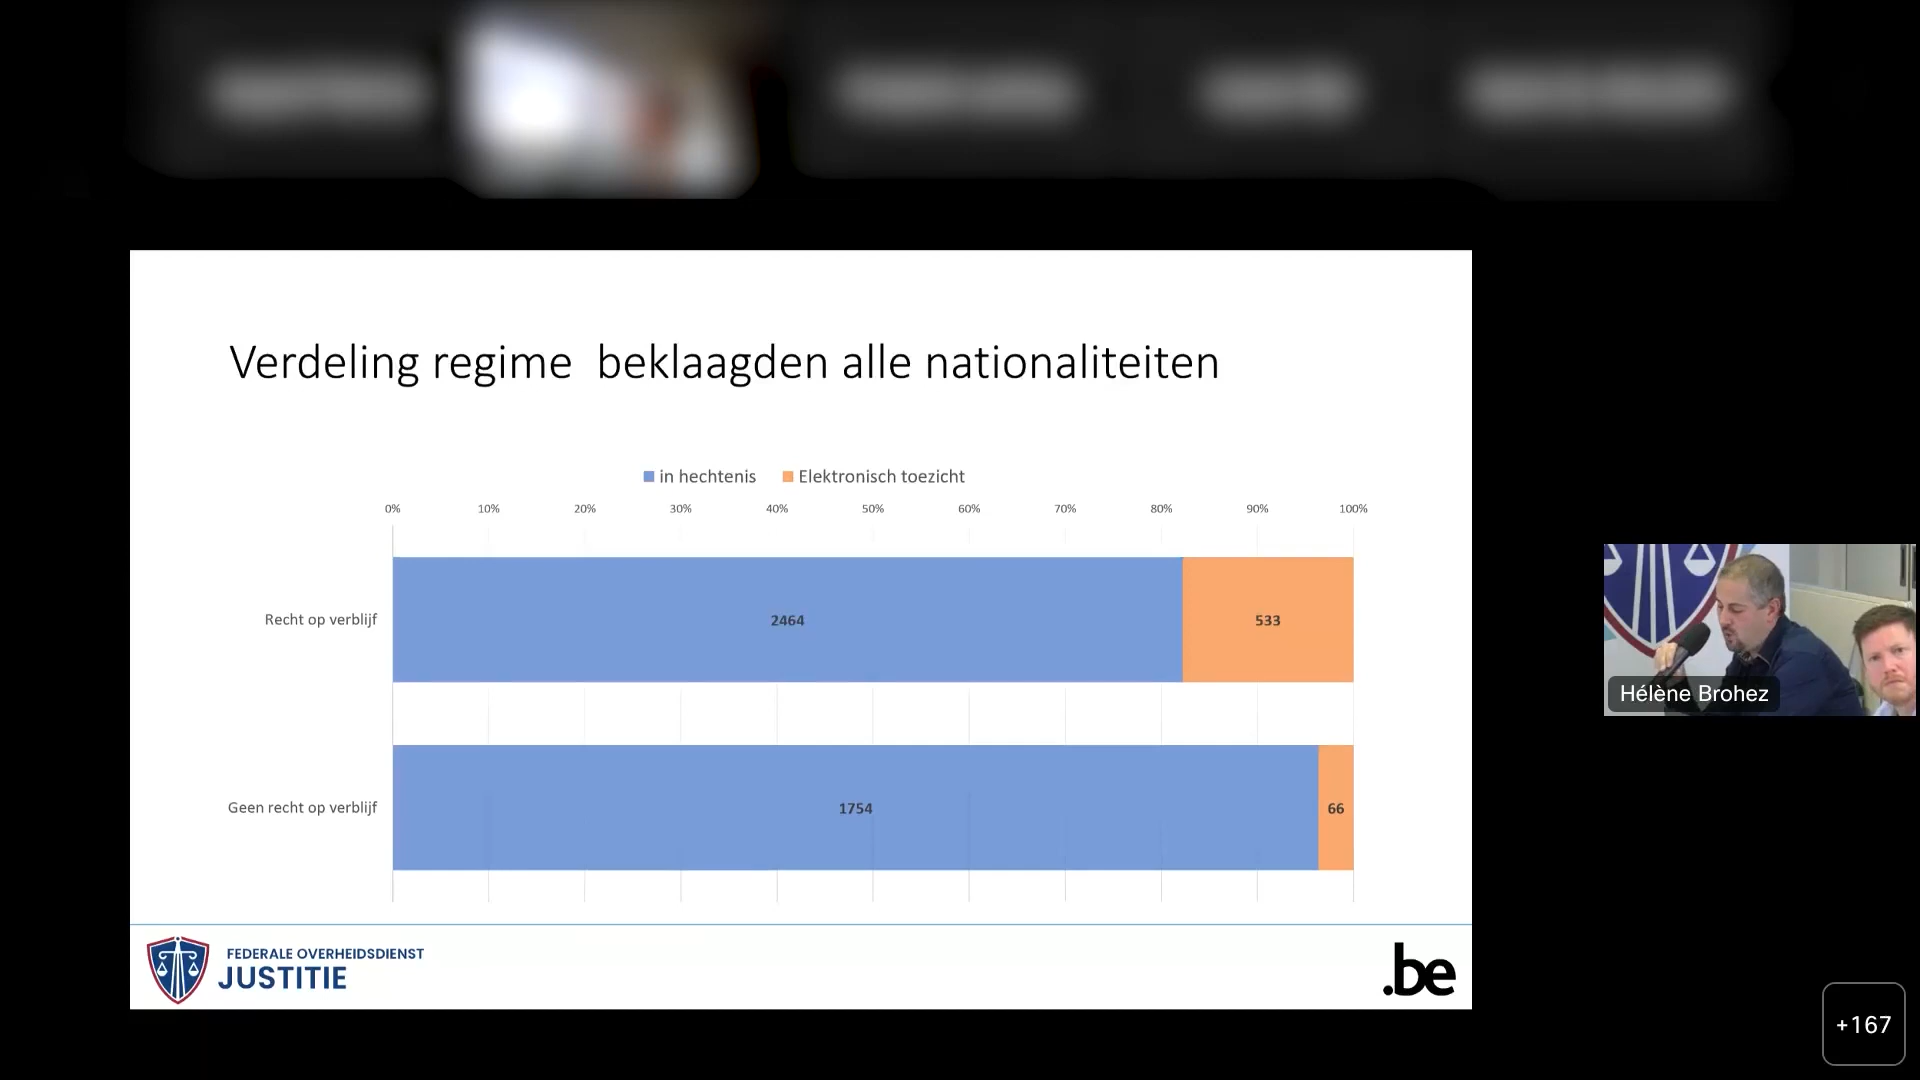 Verdeling regime  beklaagden alle nationaliteiten
in hechtenis
Elektronisch toezicht
0% 10% 20% 30% 40% 50% 60% 70% 80% 90% 100%
Recht op verblijf
2464
533
Geen recht op verblijf
1754
66
FEDERALE OVERHEIDSDIENST
JUSTITIE
.be
Hélène Brohez
+167